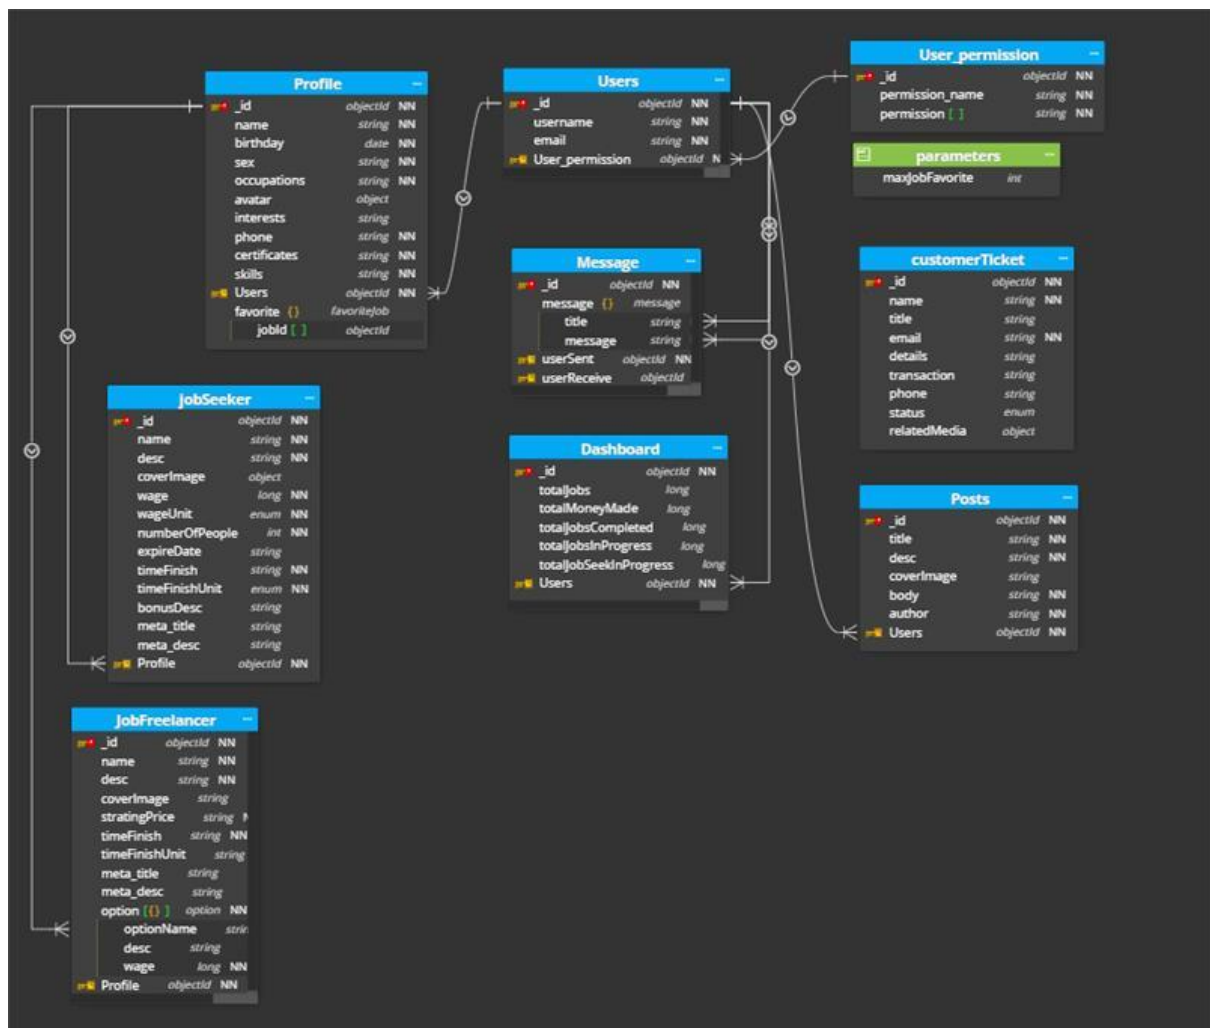 Profile
_id objectId NN
name string NN
birthday date NN
sex string NN
occupations string NN
avatar object
interests string
phone string NN
certificates string NN
skills string NN
Users objectId NN
favorite {} favoriteJob
jobId [ ] objectId
Users
_id objectId NN
username string NN
email string NN
User_permission objectId N
User_permission
_id objectId NN
permission_name string NN
permission [ ] string NN
parameters
maxJobFavorite int
Message
_id objectId NN
message {} message
title string
message string
userSent objectId NN
userReceive objectId
customerTicket
_id objectId NN
name string NN
title string
email string NN
details string
transaction string
phone string
status enum
relatedMedia object
jobSeeker
_id objectId NN
name string NN
desc string NN
coverImage object
wage long NN
wageUnit enum NN
numberOfPeople int NN
expireDate string
timeFinish string NN
timeFinishUnit enum NN
bonusDesc string
meta_title string
meta_desc string
Profile objectId NN
Dashboard
_id objectId NN
totalJobs long
totalMoneyMade long
totalJobsCompleted long
totalJobsInProgress long
totalJobSeekInProgress long
Users objectId NN
Posts
_id objectId NN
title string NN
desc string NN
coverImage string
body string NN
author string NN
Users objectId NN
JobFreelancer
_id objectId NN
name string NN
desc string NN
coverImage string
stratingPrice string
timeFinish string NN
timeFinishUnit string
meta_title string
meta_desc string
option [{} ] option NN
optionName strin
desc string
wage long NN
Profile objectId NN